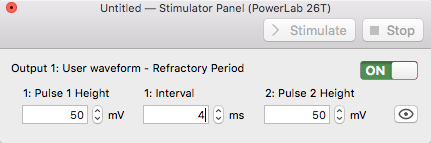 Untitled — Stimulator Panel (PowerLab 26T)
Stimulate Stop
Output 1: User waveform - Refractory Period ON
1: Pulse 1 Height 1: Interval 2: Pulse 2 Height
50 mV 4 ms 50 mV